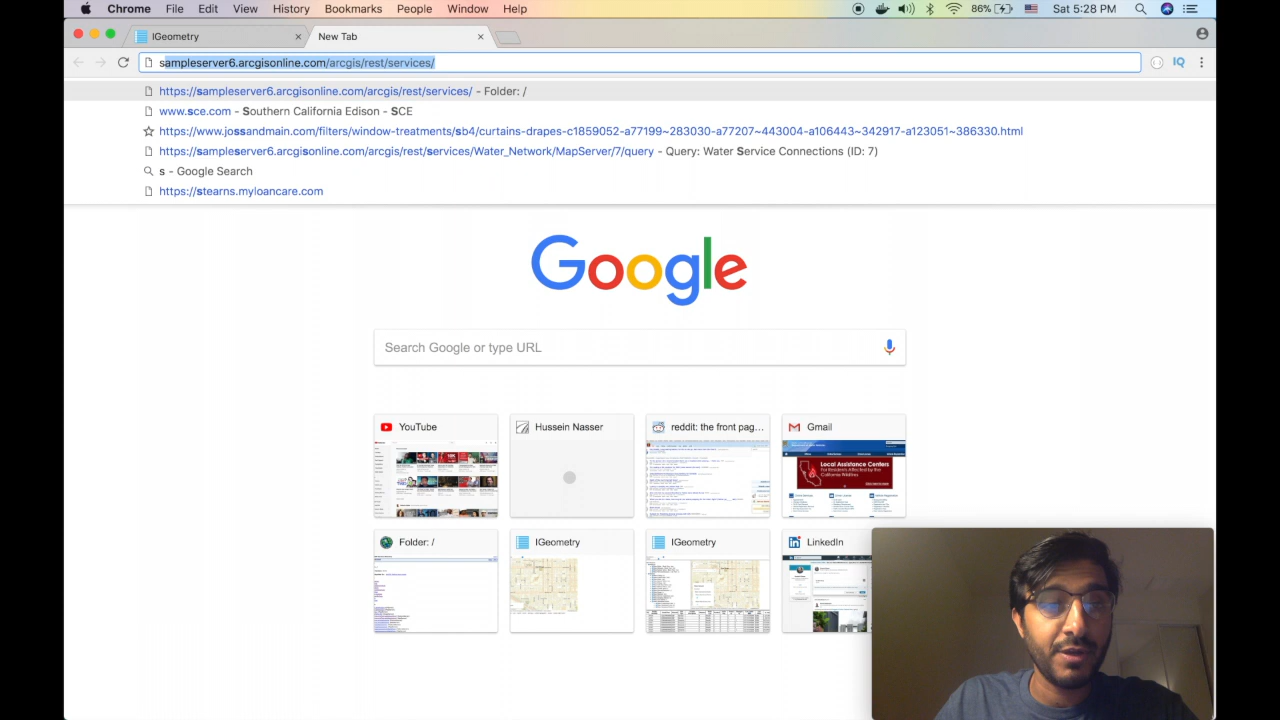 Chrome File Edit View History Bookmarks People Window Help 86% Sat 5:28 PM
IGeometry New Tab
sampleserver6.arcgisonline.com/arcgis/rest/services/ IQ
https://sampleserver6.arcgisonline.com/arcgis/rest/services/ - Folder: /
www.sce.com - Southern California Edison - SCE
https://www.jossandmain.com/filters/window-treatments/sb4/curtains-drapes-c1859052-a77199~283030-a77207~443004-a106443~342917-a123051~386330.html
https://sampleserver6.arcgisonline.com/arcgis/rest/services/Water_Network/MapServer/7/query - Query: Water Service Connections (ID: 7)
s - Google Search
https://stearns.myloancare.com
Google
Search Google or type URL
YouTube Hussein Nasser reddit: the front pag... Gmail
Local Assistance Centers
Folder: / IGeometry IGeometry LinkedIn